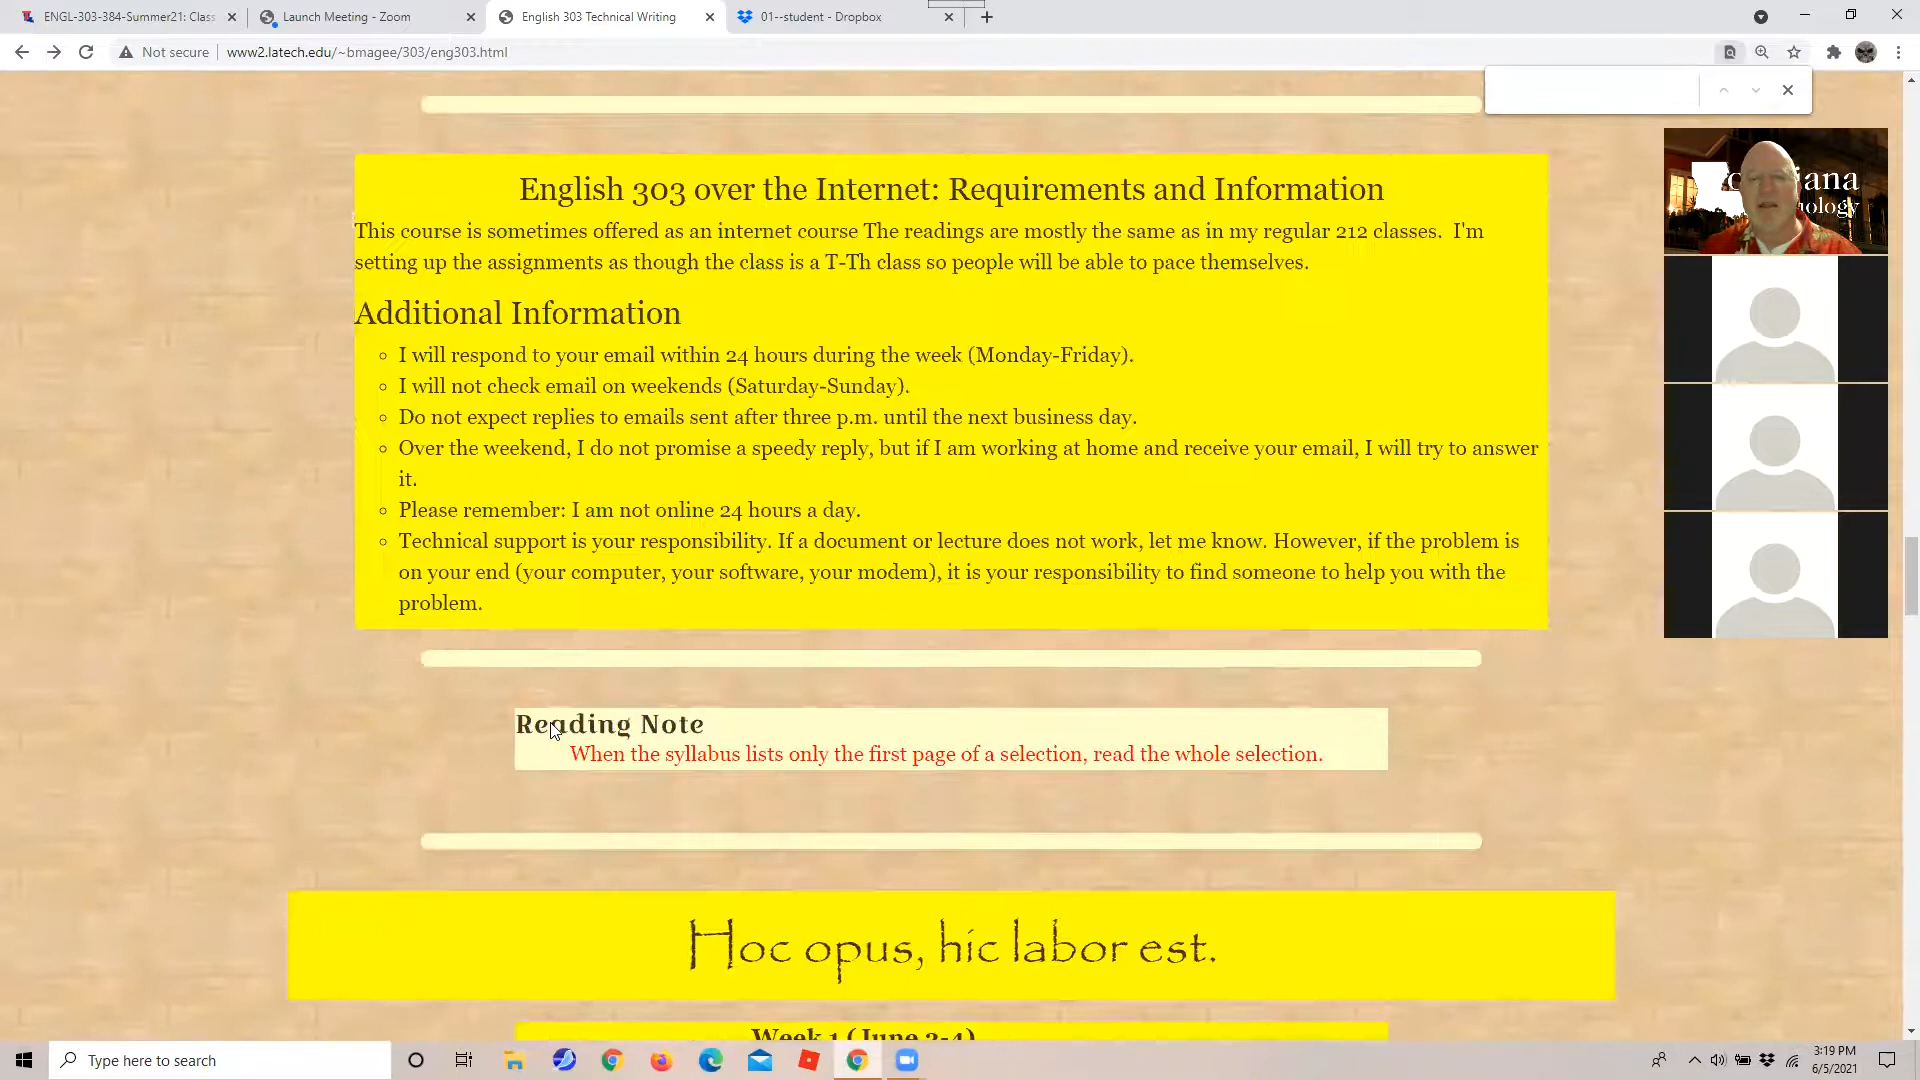 ENGL-303-384-Summer21: Class
Launch Meeting - Zoom
English 303 Technical Writing
01--student - Dropbox
Not secure
www2.latech.edu/~bmagee/303/eng303.html
English 303 over the Internet: Requirements and Information
This course is sometimes offered as an internet course The readings are mostly the same as in my regular 212 classes.  I'm
setting up the assignments as though the class is a T-Th class so people will be able to pace themselves.
Additional Information
I will respond to your email within 24 hours during the week (Monday-Friday).
I will not check email on weekends (Saturday-Sunday).
Do not expect replies to emails sent after three p.m. until the next business day.
Over the weekend, I do not promise a speedy reply, but if I am working at home and receive your email, I will try to answer
it.
Please remember: I am not online 24 hours a day.
Technical support is your responsibility. If a document or lecture does not work, let me know. However, if the problem is
on your end (your computer, your software, your modem), it is your responsibility to find someone to help you with the
problem.
Reading Note
When the syllabus lists only the first page of a selection, read the whole selection.
Hoc opus, hic labor est.
Week 1 (June 3-4)
Type here to search
3:19 PM
6/5/2021